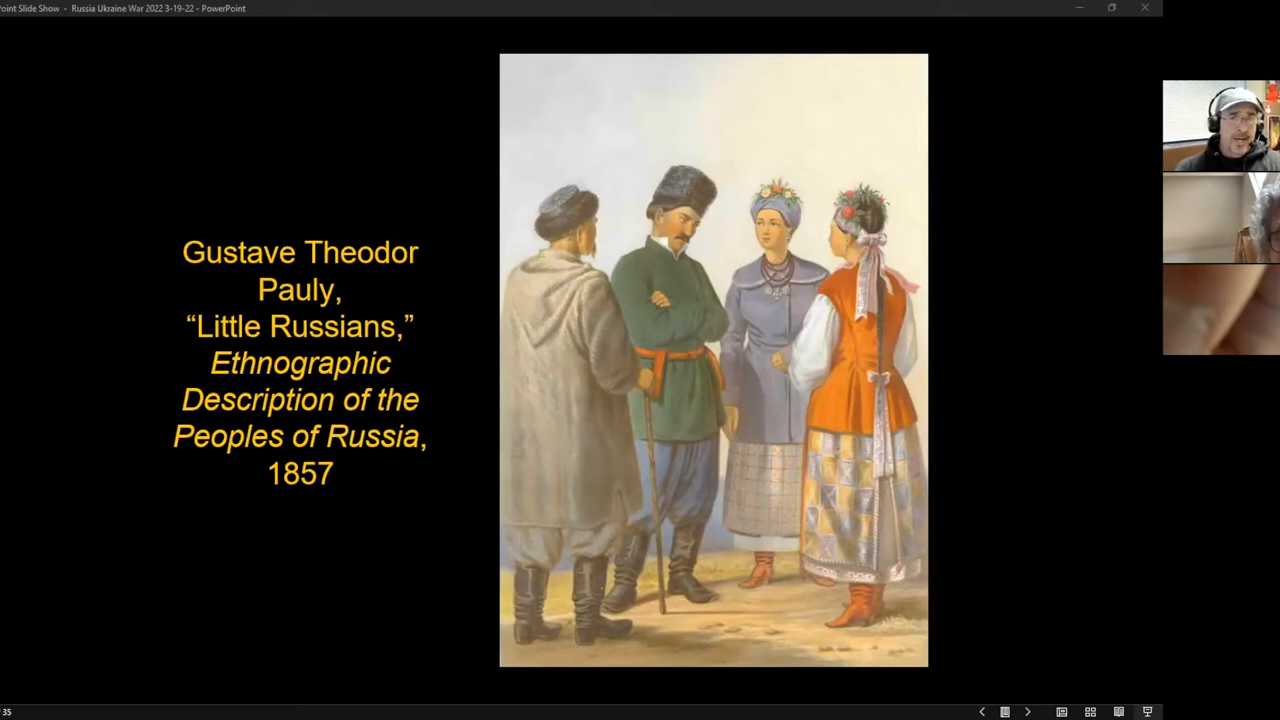 Point Slide Show - Russia Ukraine War 2022 3-19-22 - PowerPoint
Gustave Theodor
Pauly,
“Little Russians,”
Ethnographic
Description of the
Peoples of Russia,
1857
35